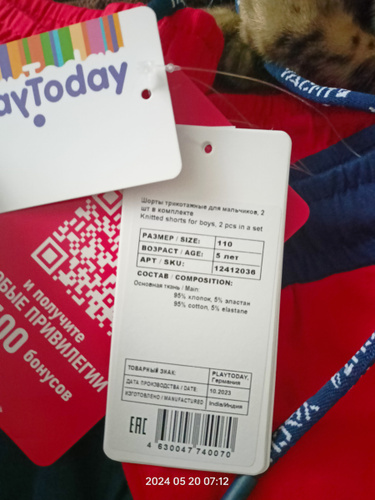 ayToday
YACHT
Шорты трикотажные для мальчиков, 2
шт в комплекте
Knitted shorts for boys, 2 pcs in a set
РАЗМЕР / SIZE: 110
ВОЗРАСТ / AGE: 5 лет
АРТ / SKU: 12412036
СОСТАВ / COMPOSITION:
Основная ткань / Main:
95% хлопок, 5% эластан
95% cotton, 5% elastane
и получите
ОБЫЕ ПРИВИЛЕГИИ
00 бонусов
ТОВАРНЫЙ ЗНАК: PLAYTODAY,
Германия
ДАТА ПРОИЗВОДСТВА / DATE 10.2023
ИЗГОТОВЛЕНО / MANUFACTURED India/Индия
EAC
4 630047 740070
2024 05 20 07:12